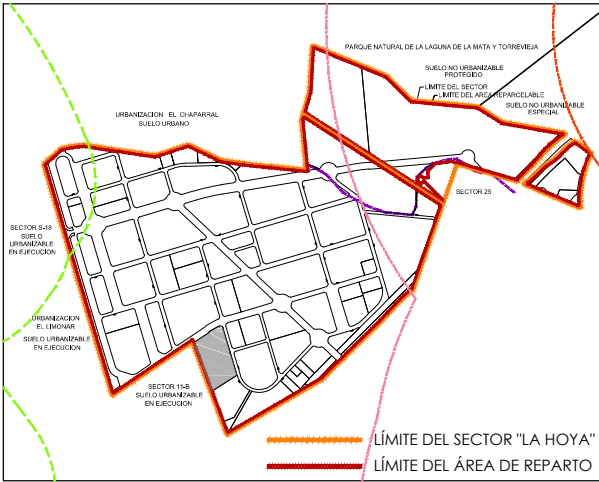 PARQUE NATURAL DE LA LAGUNA DE LA MATA Y TORREVIEJA
SUELO NO URBANIZABLE
PROTEGIDO
LÍMITE DEL SECTOR
LÍMITE DEL AREA REPARCELABLE
SUELO NO URBANIZABLE
ESPECIAL
URBANIZACION EL CHAPARRAL
SUELO URBANO
SECTOR 25
SECTOR S-18
SUELO
URBANIZABLE
EN EJECUCION
URBANIZACION
EL LIMONAR
SUELO URBANIZABLE
EN EJECUCION
SECTOR 11-B
SUELO URBANIZABLE
EN EJECUCION
LÍMITE DEL SECTOR "LA HOYA"
LÍMITE DEL ÁREA DE REPARTO